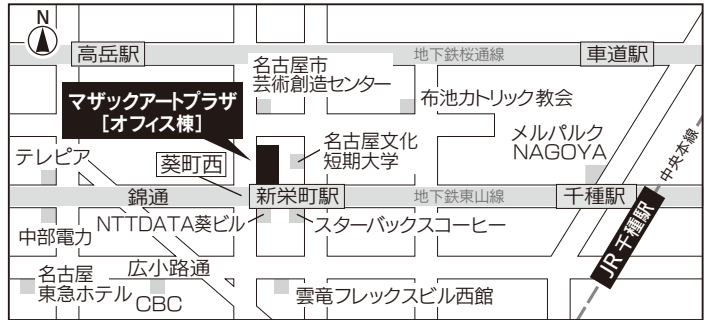 N
高岳駅
地下鉄桜通線
車道駅
名古屋市
芸術創造センター
布池カトリック教会
マザックアートプラザ
[オフィス棟]
名古屋文化
短期大学
メルパルク
NAGOYA
中央本線
テレピア
葵町西
錦通
新栄町駅
地下鉄東山線
千種駅
NTTDATA葵ビル
スターバックスコーヒー
中部電力
JR千種駅
広小路通
名古屋
東急ホテル
CBC
雲竜フレックスビル西館